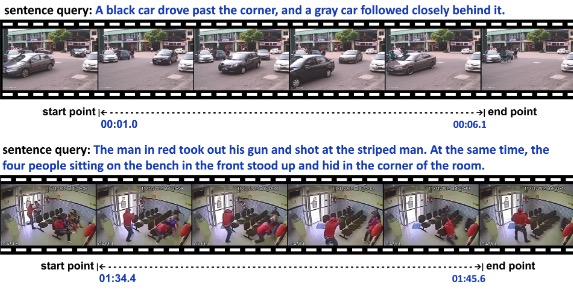 sentence query: A black car drove past the corner, and a gray car followed closely behind it.
start point
end point
00:01.0
00:06.1
sentence query: The man in red took out his gun and shot at the striped man. At the same time, the
four people sitting on the bench in the front stood up and hid in the corner of the room.
start point
end point
01:34.4
01:45.6